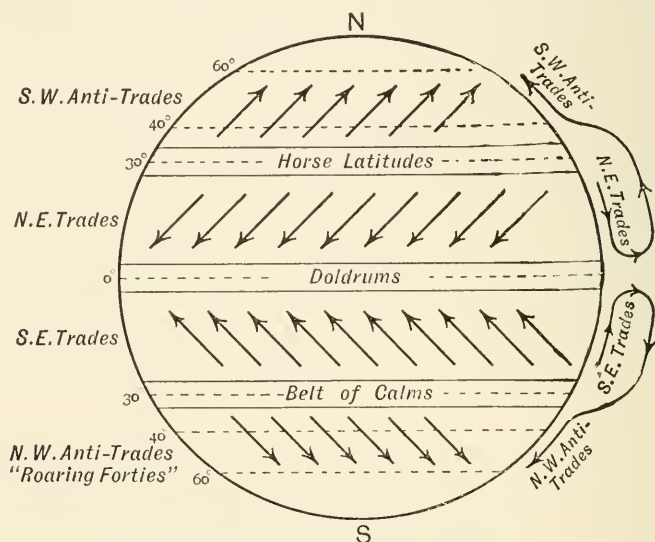 N
60°
S.W. Anti-Trades
40°
30°
Horse Latitudes
N.E. Trades
0°
Doldrums
S.E. Trades
30°
Belt of Calms
40°
N.W. Anti-Trades
"Roaring Forties"
60°
S
S.W. Anti-
Trades
N.E. Trades
S.E. Trades
N.W. Anti-
Trades